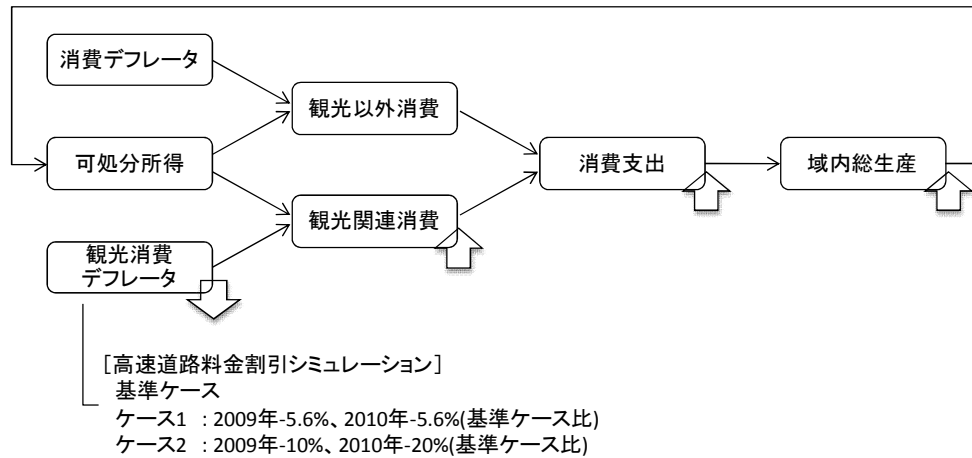 消費デフレータ
観光以外消費
可処分所得
消費支出
域内総生産
観光関連消費
観光消費
デフレータ
［高速道路料金割引シミュレーション］
基準ケース
ケース1 : 2009年-5.6%、2010年-5.6%(基準ケース比)
ケース2 : 2009年-10%、2010年-20%(基準ケース比)